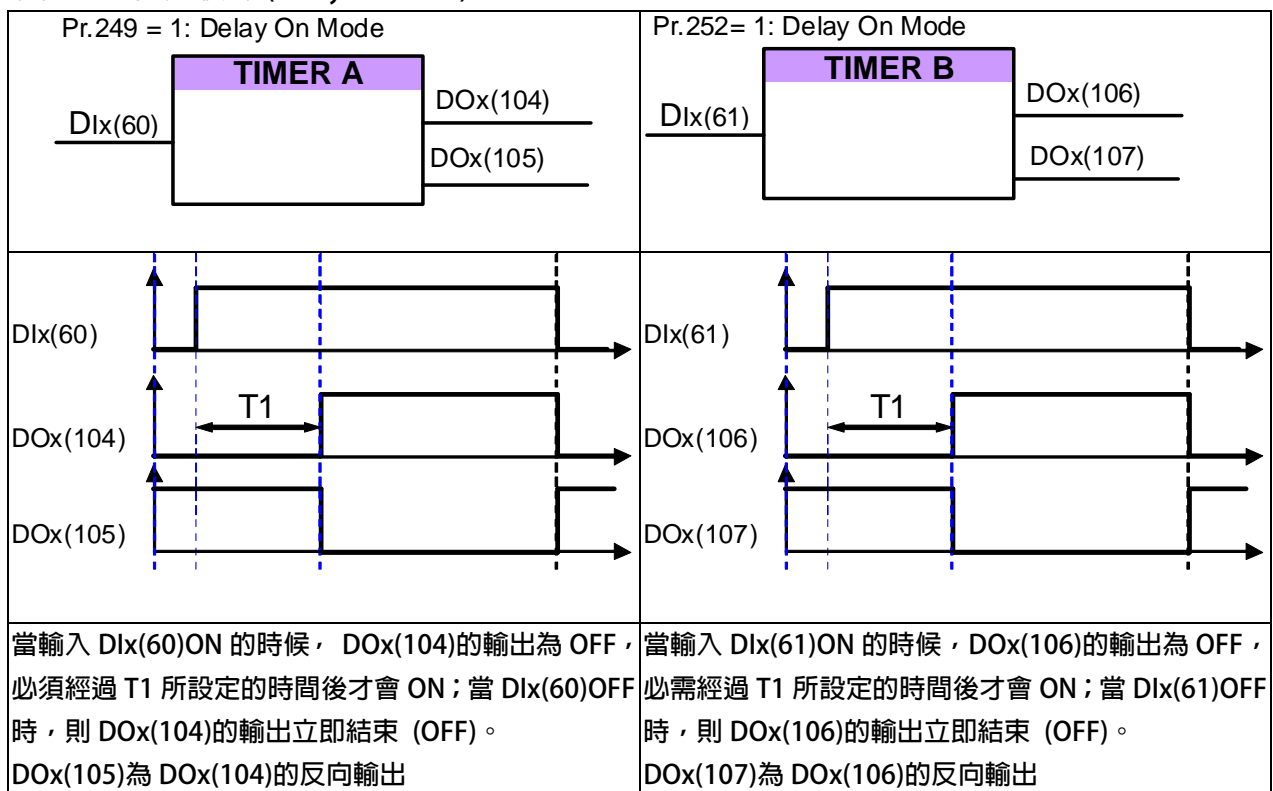 Pr.249 = 1: Delay On Mode
TIMER A
DIx(60)
DOx(104)
DOx(105)
Pr.252= 1: Delay On Mode
TIMER B
DIx(61)
DOx(106)
DOx(107)
DIx(60)
T1
DOx(104)
DOx(105)
DIx(61)
T1
DOx(106)
DOx(107)
當輸入 DIx(60)ON 的時候, DOx(104)的輸出為 OFF,
必須經過 T1 所設定的時間後才會 ON;當 DIx(60)OFF
時,則 DOx(104)的輸出立即結束 (OFF)。
DOx(105)為 DOx(104)的反向輸出
當輸入 DIx(61)ON 的時候,DOx(106)的輸出為 OFF,
必需經過 T1 所設定的時間後才會 ON;當 DIx(61)OFF
時,則 DOx(106)的輸出立即結束 (OFF)。
DOx(107)為 DOx(106)的反向輸出